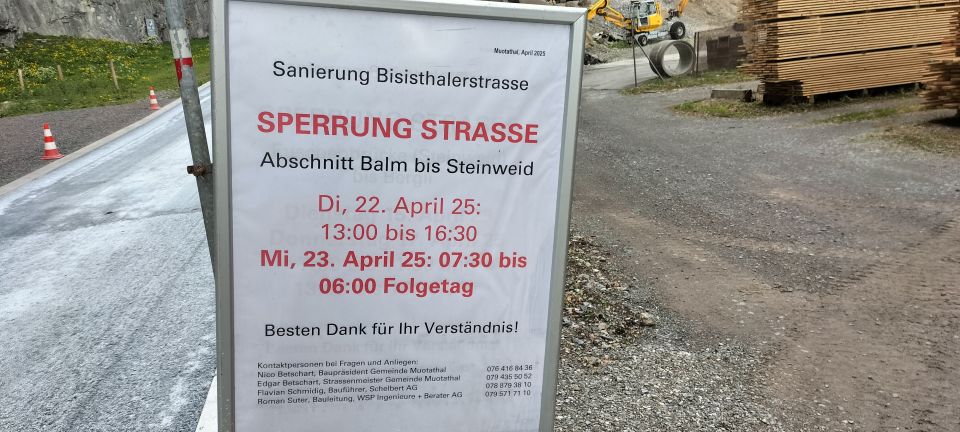 Muotathal, April 2025
Sanierung Bisisthalerstrasse
SPERRUNG STRASSE
Abschnitt Balm bis Steinweid
Di, 22. April 25:
13:00 bis 16:30
Mi, 23. April 25: 07:30 bis
06:00 Folgetag
Besten Dank für Ihr Verständnis!
Kontaktpersonen bei Fragen und Anliegen:
Nico Betschart, Baupräsident Gemeinde Muotathal 076 416 84 36
Edgar Betschart, Strassenmeister Gemeinde Muotathal 079 435 50 52
Flavian Schmidig, Bauführer, Schelbert AG 078 879 38 10
Roman Suter, Bauleitung, WSP Ingenieure + Berater AG 079 571 71 10